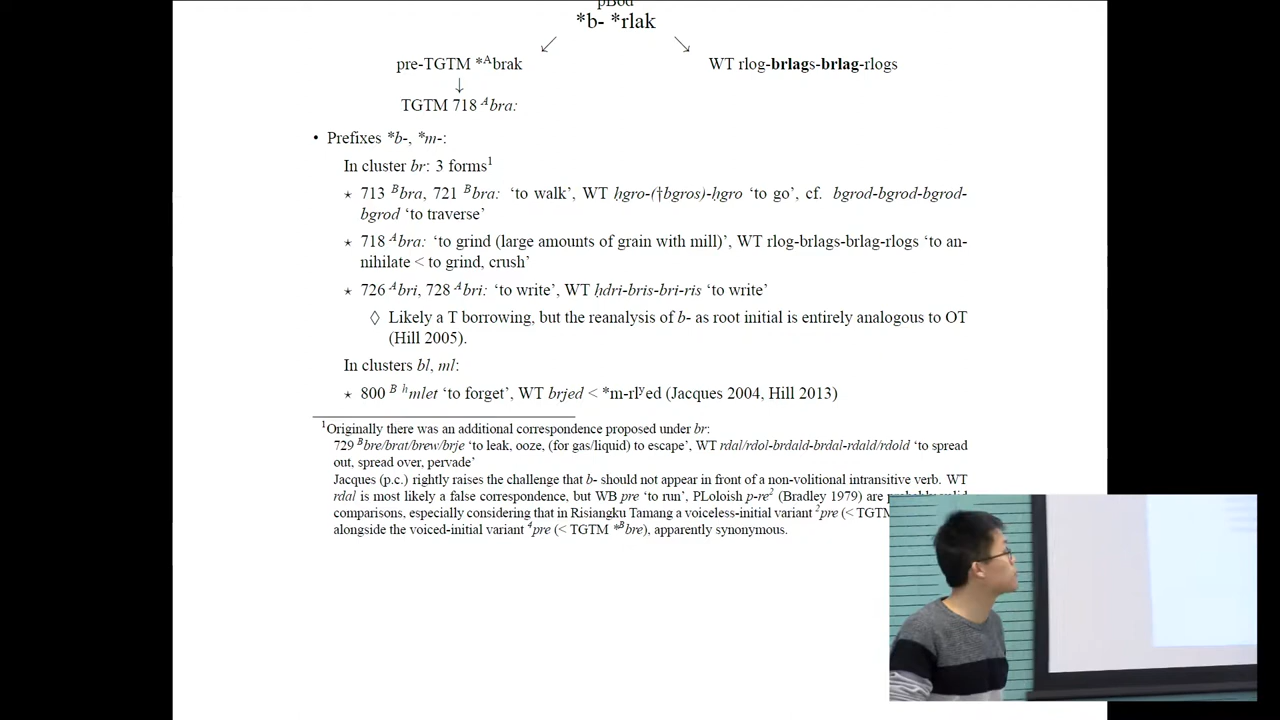 pBod
*b- *rlak
pre-TGTM *ᴬbrak
WT rlog-brlags-brlag-rlogs
TGTM 718 ᴬbra:
• Prefixes *b-, *m-:
In cluster br: 3 forms¹
⋆ 713 ᴮbra, 721 ᴮbra: ‘to walk’, WT ḥgro-(†bgros)-ḥgro ‘to go’, cf. bgrod-bgrod-bgrod-
bgrod ‘to traverse’
⋆ 718 ᴬbra: ‘to grind (large amounts of grain with mill)’, WT rlog-brlags-brlag-rlogs ‘to an-
nihilate < to grind, crush’
⋆ 726 ᴬbri, 728 ᴬbri: ‘to write’, WT ḥdri-bris-bri-ris ‘to write’
◊ Likely a T borrowing, but the reanalysis of b- as root initial is entirely analogous to OT
(Hill 2005).
In clusters bl, ml:
⋆ 800 ᴮ ʰmlet ‘to forget’, WT brjed < *m-rlʸed (Jacques 2004, Hill 2013)
¹Originally there was an additional correspondence proposed under br:
729 ᴮbre/brat/brew/brje ‘to leak, ooze, (for gas/liquid) to escape’, WT rdal/rdol-brdald-brdal-rdald/rdold ‘to spread
out, spread over, pervade’
Jacques (p.c.) rightly raises the challenge that b- should not appear in front of a non-volitional intransitive verb. WT
rdal is most likely a false correspondence, but WB pre ‘to run’, PLoloish p-re² (Bradley 1979) are
comparisons, especially considering that in Risiangku Tamang a voiceless-initial variant ²pre (< TGTM
alongside the voiced-initial variant ⁴pre (< TGTM *ᴮbre), apparently synonymous.